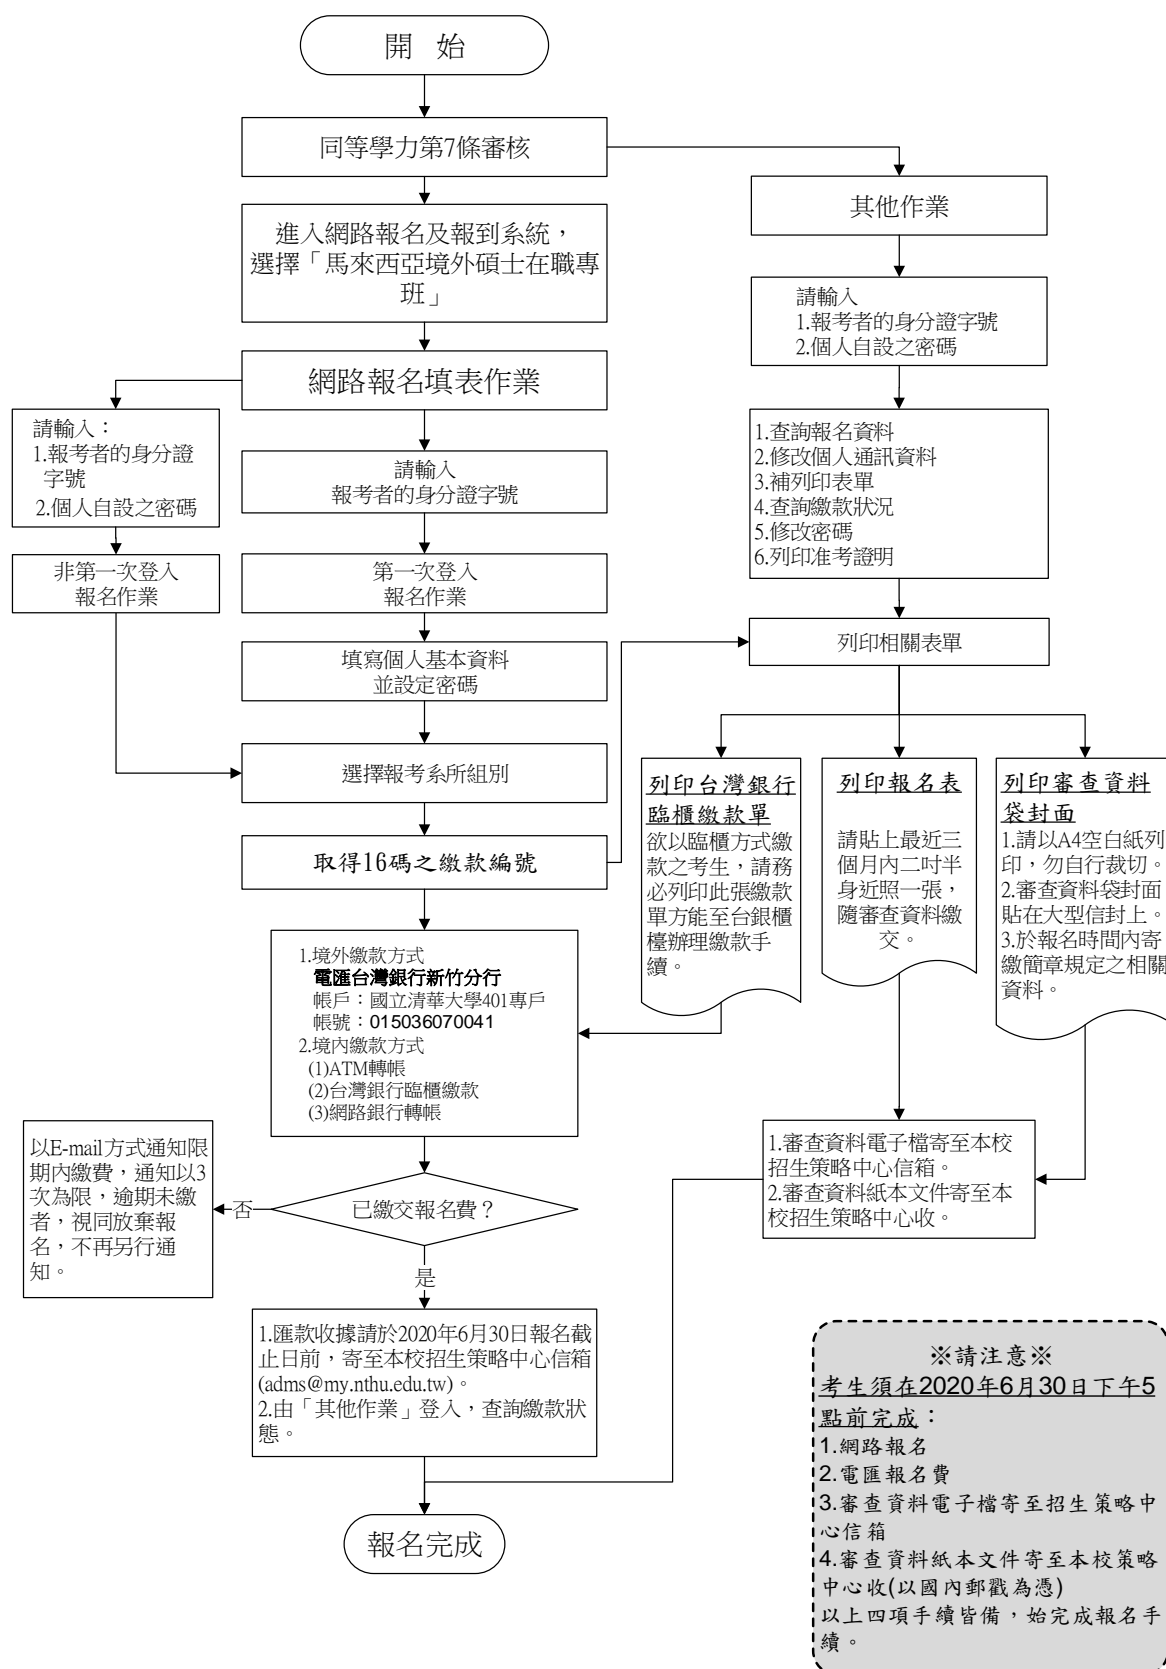 開 始
同等學力第7條審核
進入網路報名及報到系統，
選擇「馬來西亞境外碩士在職專
班」
網路報名填表作業
請輸入：
1.報考者的身分證
字號
2.個人自設之密碼
非第一次登入
報名作業
請輸入
報考者的身分證字號
第一次登入
報名作業
填寫個人基本資料
並設定密碼
選擇報考系所組別
取得16碼之繳款編號
1.境外繳款方式
電匯台灣銀行新竹分行
帳戶：國立清華大學401專戶
帳號：015036070041
2.境內繳款方式
(1)ATM轉帳
(2)台灣銀行臨櫃繳款
(3)網路銀行轉帳
已繳交報名費？
否
以E-mail方式通知限
期內繳費，通知以3
次為限，逾期未繳
者，視同放棄報
名，不再另行通
知。
是
1.匯款收據請於2020年6月30日報名截
止日前，寄至本校招生策略中心信箱
(adms@my.nthu.edu.tw)。
2.由「其他作業」登入，查詢繳款狀
態。
報名完成
其他作業
請輸入
1.報考者的身分證字號
2.個人自設之密碼
1.查詢報名資料
2.修改個人通訊資料
3.補列印表單
4.查詢繳款狀況
5.修改密碼
6.列印准考證明
列印相關表單
列印台灣銀行
臨櫃繳款單
欲以臨櫃方式繳
款之考生，請務
必列印此張繳款
單方能至台銀櫃
檯辦理繳款手
續。
列印報名表
請貼上最近三
個月內二吋半
身近照一張，
隨審查資料繳
交。
列印審查資料
袋封面
1.請以A4空白紙列
印，勿自行裁切。
2.審查資料袋封面
貼在大型信封上。
3.於報名時間內寄
繳簡章規定之相關
資料。
1.審查資料電子檔寄至本校
招生策略中心信箱。
2.審查資料紙本文件寄至本
校招生策略中心收。
※請注意※
考生須在2020年6月30日下午5
點前完成：
1.網路報名
2.電匯報名費
3.審查資料電子檔寄至招生策略中
心信箱
4.審查資料紙本文件寄至本校策略
中心收(以國內郵戳為憑)
以上四項手續皆備，始完成報名手
續。